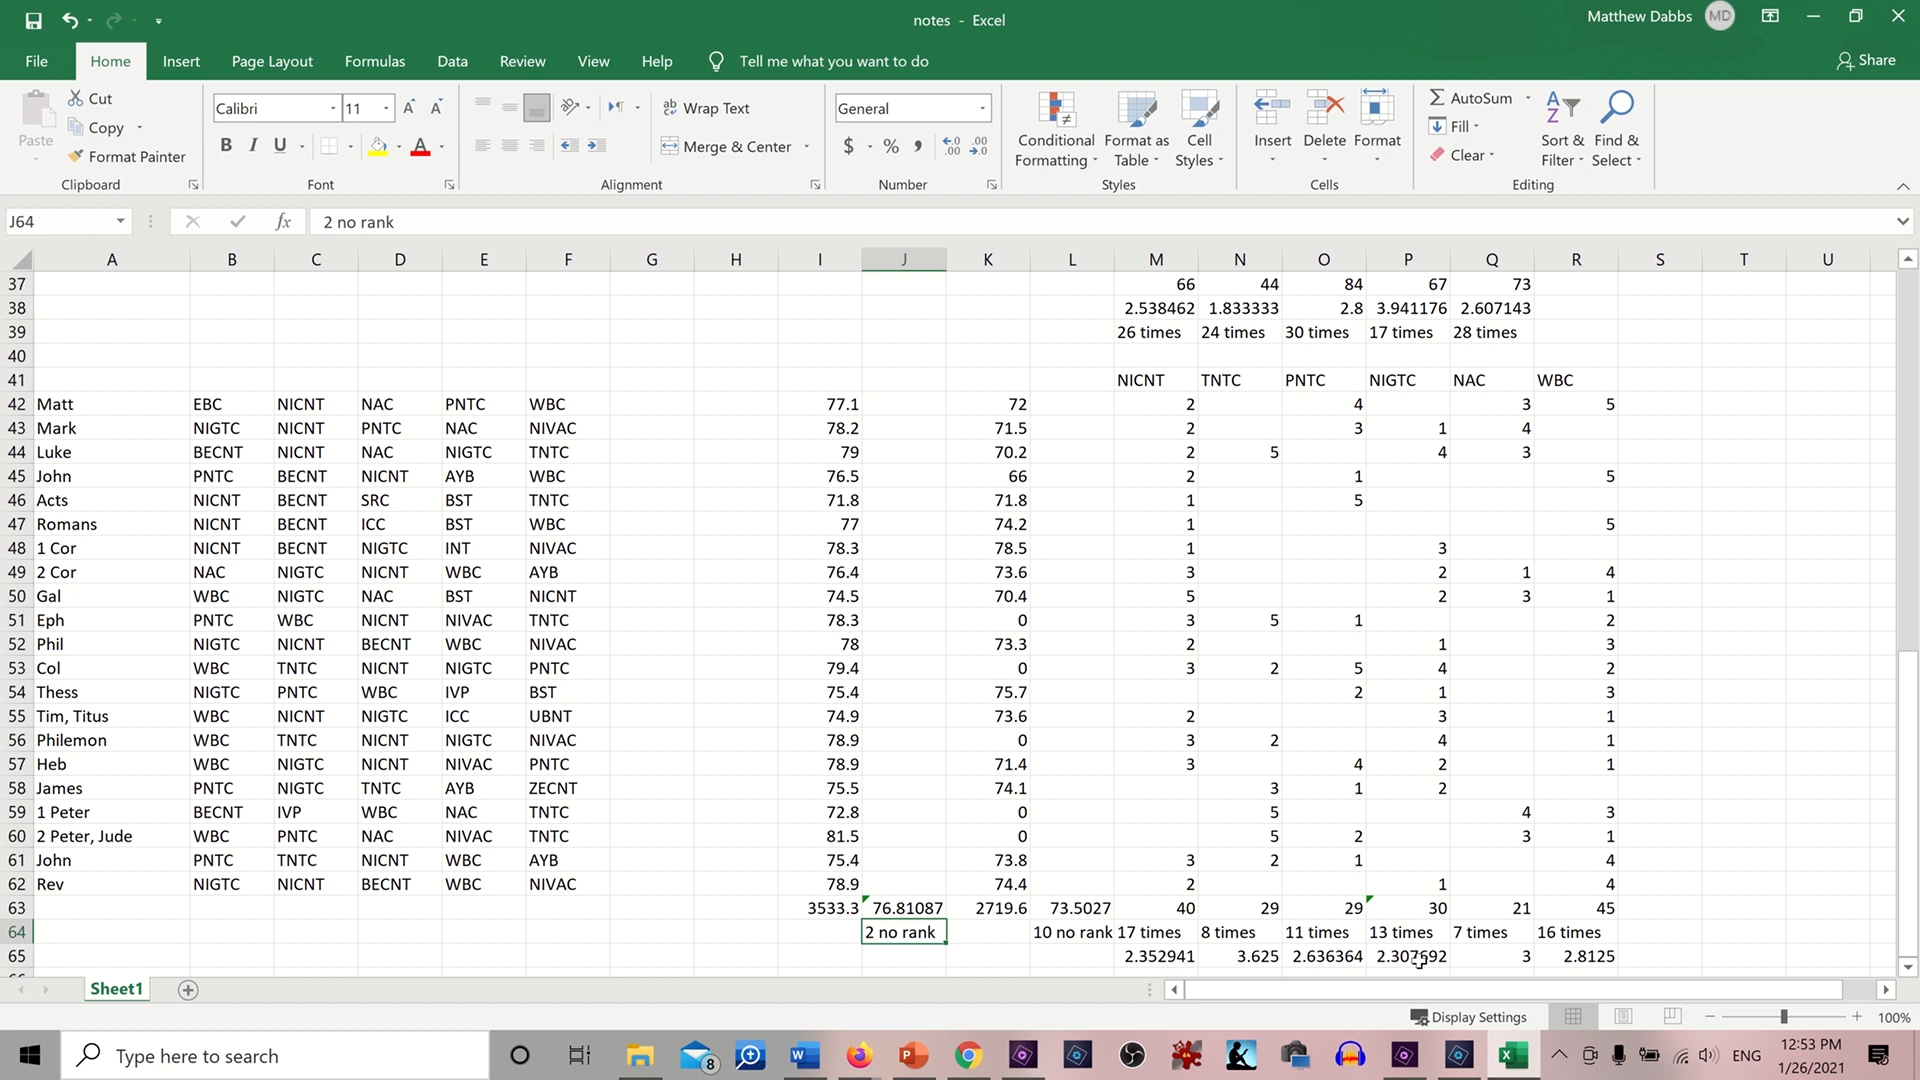 notes - Excel
Matthew Dabbs MD
File Home Insert Page Layout Formulas Data Review View Help Tell me what you want to do Share
Paste Cut Copy Format Painter Clipboard
Calibri 11 A A B I U A Font
Wrap Text Merge & Center Alignment
General $ % , Number
Conditional Formatting Format as Table Cell Styles Styles
Insert Delete Format Cells
AutoSum Fill Clear Sort & Filter Find & Select Editing
J64 fx 2 no rank
A B C D E F G H I J K L M N O P Q R S T U
37 66 44 84 67 73
38 2.538462 1.833333 2.8 3.941176 2.607143
39 26 times 24 times 30 times 17 times 28 times
40
41 NICNT TNTC PNTC NIGTC NAC WBC
42 Matt EBC NICNT NAC PNTC WBC 77.1 72 2 4 3 5
43 Mark NIGTC NICNT PNTC NAC NIVAC 78.2 71.5 2 3 1 4
44 Luke BECNT NICNT NAC NIGTC TNTC 79 70.2 2 5 4 3
45 John PNTC BECNT NICNT AYB WBC 76.5 66 2 1 5
46 Acts NICNT BECNT SRC BST TNTC 71.8 71.8 1 5
47 Romans NICNT BECNT ICC BST WBC 77 74.2 1 5
48 1 Cor NICNT BECNT NIGTC INT NIVAC 78.3 78.5 1 3
49 2 Cor NAC NIGTC NICNT WBC AYB 76.4 73.6 3 2 1 4
50 Gal WBC NIGTC NAC BST NICNT 74.5 70.4 5 2 3 1
51 Eph PNTC WBC NICNT NIVAC TNTC 78.3 0 3 5 1 2
52 Phil NIGTC NICNT BECNT WBC NIVAC 78 73.3 2 1 3
53 Col WBC TNTC NICNT NIGTC PNTC 79.4 0 3 2 5 4 2
54 Thess NIGTC PNTC WBC IVP BST 75.4 75.7 2 1 3
55 Tim, Titus WBC NICNT NIGTC ICC UBNT 74.9 73.6 2 3 1
56 Philemon WBC TNTC NICNT NIGTC NIVAC 78.9 0 3 2 4 1
57 Heb WBC NIGTC NICNT NIVAC PNTC 78.9 71.4 3 4 2 1
58 James PNTC NIGTC TNTC AYB ZECNT 75.5 74.1 3 1 2
59 1 Peter BECNT IVP WBC NAC TNTC 72.8 0 5 4 3
60 2 Peter, Jude WBC PNTC NAC NIVAC TNTC 81.5 0 5 2 3 1
61 John PNTC TNTC NICNT WBC AYB 75.4 73.8 3 2 1 4
62 Rev NIGTC NICNT BECNT WBC NIVAC 78.9 74.4 2 1 4
63 3533.3 76.81087 2719.6 73.5027 40 29 29 30 21 45
64 2 no rank 10 no rank 17 times 8 times 11 times 13 times 7 times 16 times
65 2.352941 3.625 2.636364 2.307692 3 2.8125
Sheet1
Display Settings 100%
Type here to search 8 ENG 12:53 PM
1/26/2021